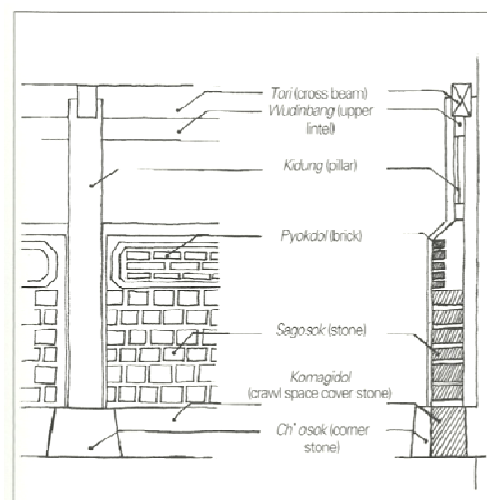 Tori (cross beam)
Wudinbang (upper
lintel)
Kidung (pillar)
Pyokdol (brick)
Sagosok (stone)
Komagidol
(crawl space cover stone)
Ch'osok (corner
stone)